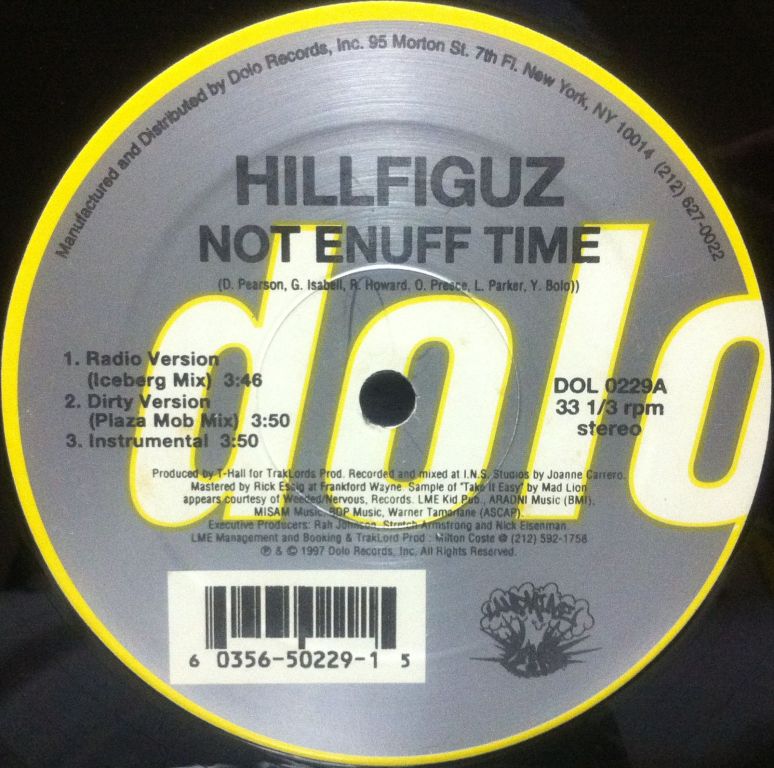 Manufactured and Distributed by Dolo Records, Inc. 95 Morton St. 7th Fl. New York, NY 10014 (212) 627-0022
HILLFIGUZ
NOT ENUFF TIME
(D. Pearson, G. Isabell, R. Howard, O. Presce, L. Parker, Y. Bolo))
dolo
1. Radio Version
(Iceberg Mix) 3:46
2. Dirty Version
(Plaza Mob Mix) 3:50
3. Instrumental 3:50
DOL 0229A
33 1/3 rpm
stereo
Produced by T-Hall for TrakLords Prod. Recorded and mixed at I.N.S. Studios by Joanne Carrero.
Mastered by Rick Essig at Frankford Wayne. Sample of "Take It Easy" by Mad Lion
appears courtesy of Weeded/Nervous, Records. LME Kid Pub., ARADNI Music (BMI),
MISAM Music, BDP Music, Warner Tamerlane (ASCAP).
Executive Producers: Rah Johnson, Stretch Armstrong and Nick Eisenman.
LME Management and Booking & TrakLord Prod : Milton Coste @ (212) 592-1758
℗ & © 1997 Dolo Records, Inc. All Rights Reserved.
6 0356-50229-1 5